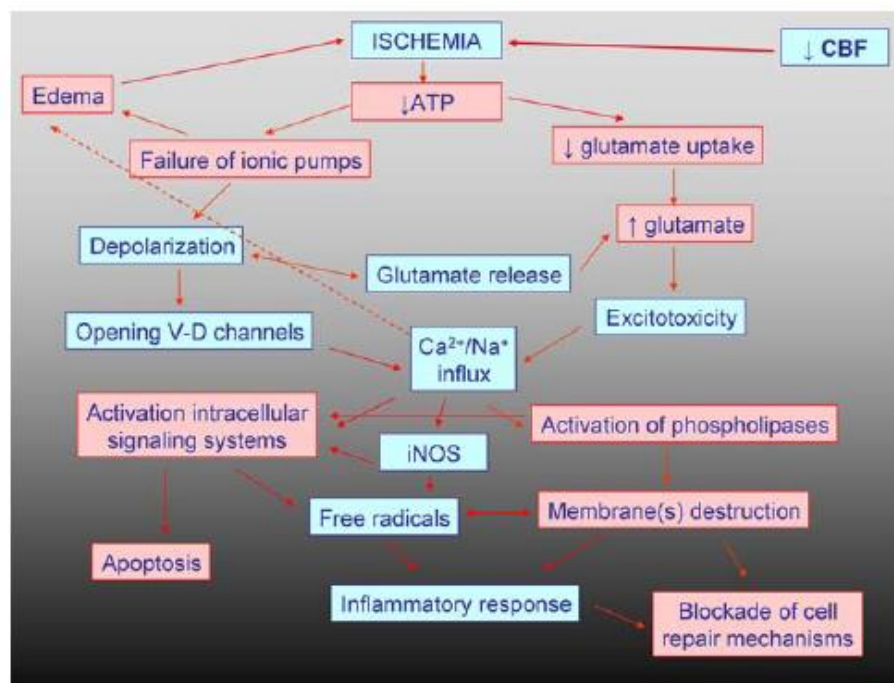 ISCHEMIA
↓ CBF
Edema
↓ATP
Failure of ionic pumps
↓ glutamate uptake
Depolarization
↑ glutamate
Glutamate release
Opening V-D channels
Excitotoxicity
Ca²⁺/Na⁺
influx
Activation intracellular
signaling systems
Activation of phospholipases
iNOS
Free radicals
Membrane(s) destruction
Apoptosis
Inflammatory response
Blockade of cell
repair mechanisms